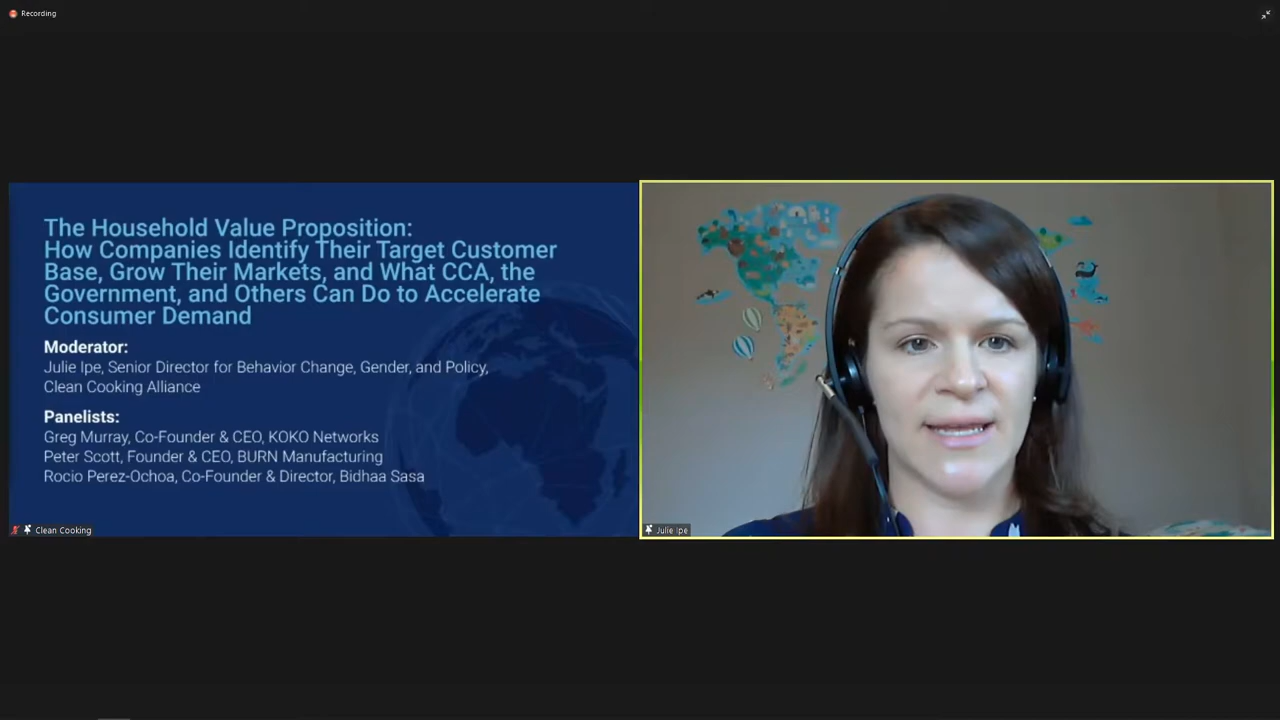 Recording
The Household Value Proposition:
How Companies Identify Their Target Customer
Base, Grow Their Markets, and What CCA, the
Government, and Others Can Do to Accelerate
Consumer Demand
Moderator:
Julie Ipe, Senior Director for Behavior Change, Gender, and Policy,
Clean Cooking Alliance
Panelists:
Greg Murray, Co-Founder & CEO, KOKO Networks
Peter Scott, Founder & CEO, BURN Manufacturing
Rocio Perez-Ochoa, Co-Founder & Director, Bidhaa Sasa
Clean Cooking
Julie Ipe